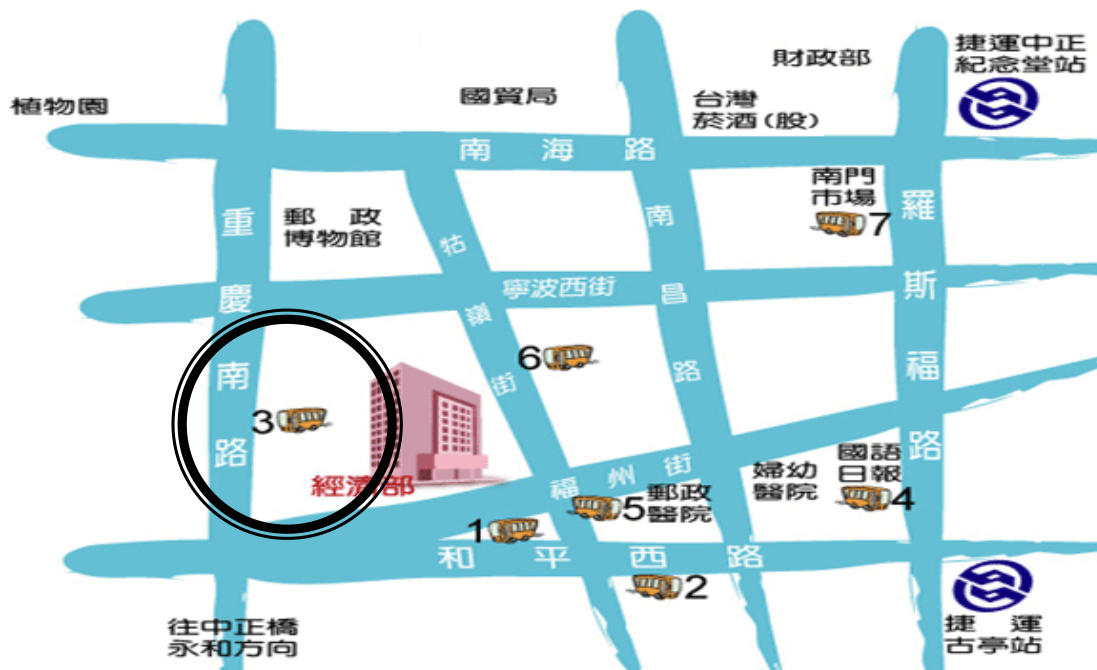 財政部
捷運中正
紀念堂站
植物園
國貿局
台灣
菸酒(股)
南海路
南門
市場
7
重慶南路
郵政
博物館
牯嶺街
南昌路
羅斯福路
寧波西街
6
3
經濟部
福州街
婦幼
醫院
國語
日報
4
5
郵政
醫院
1
和平西路
2
往中正橋
永和方向
捷運
古亭站